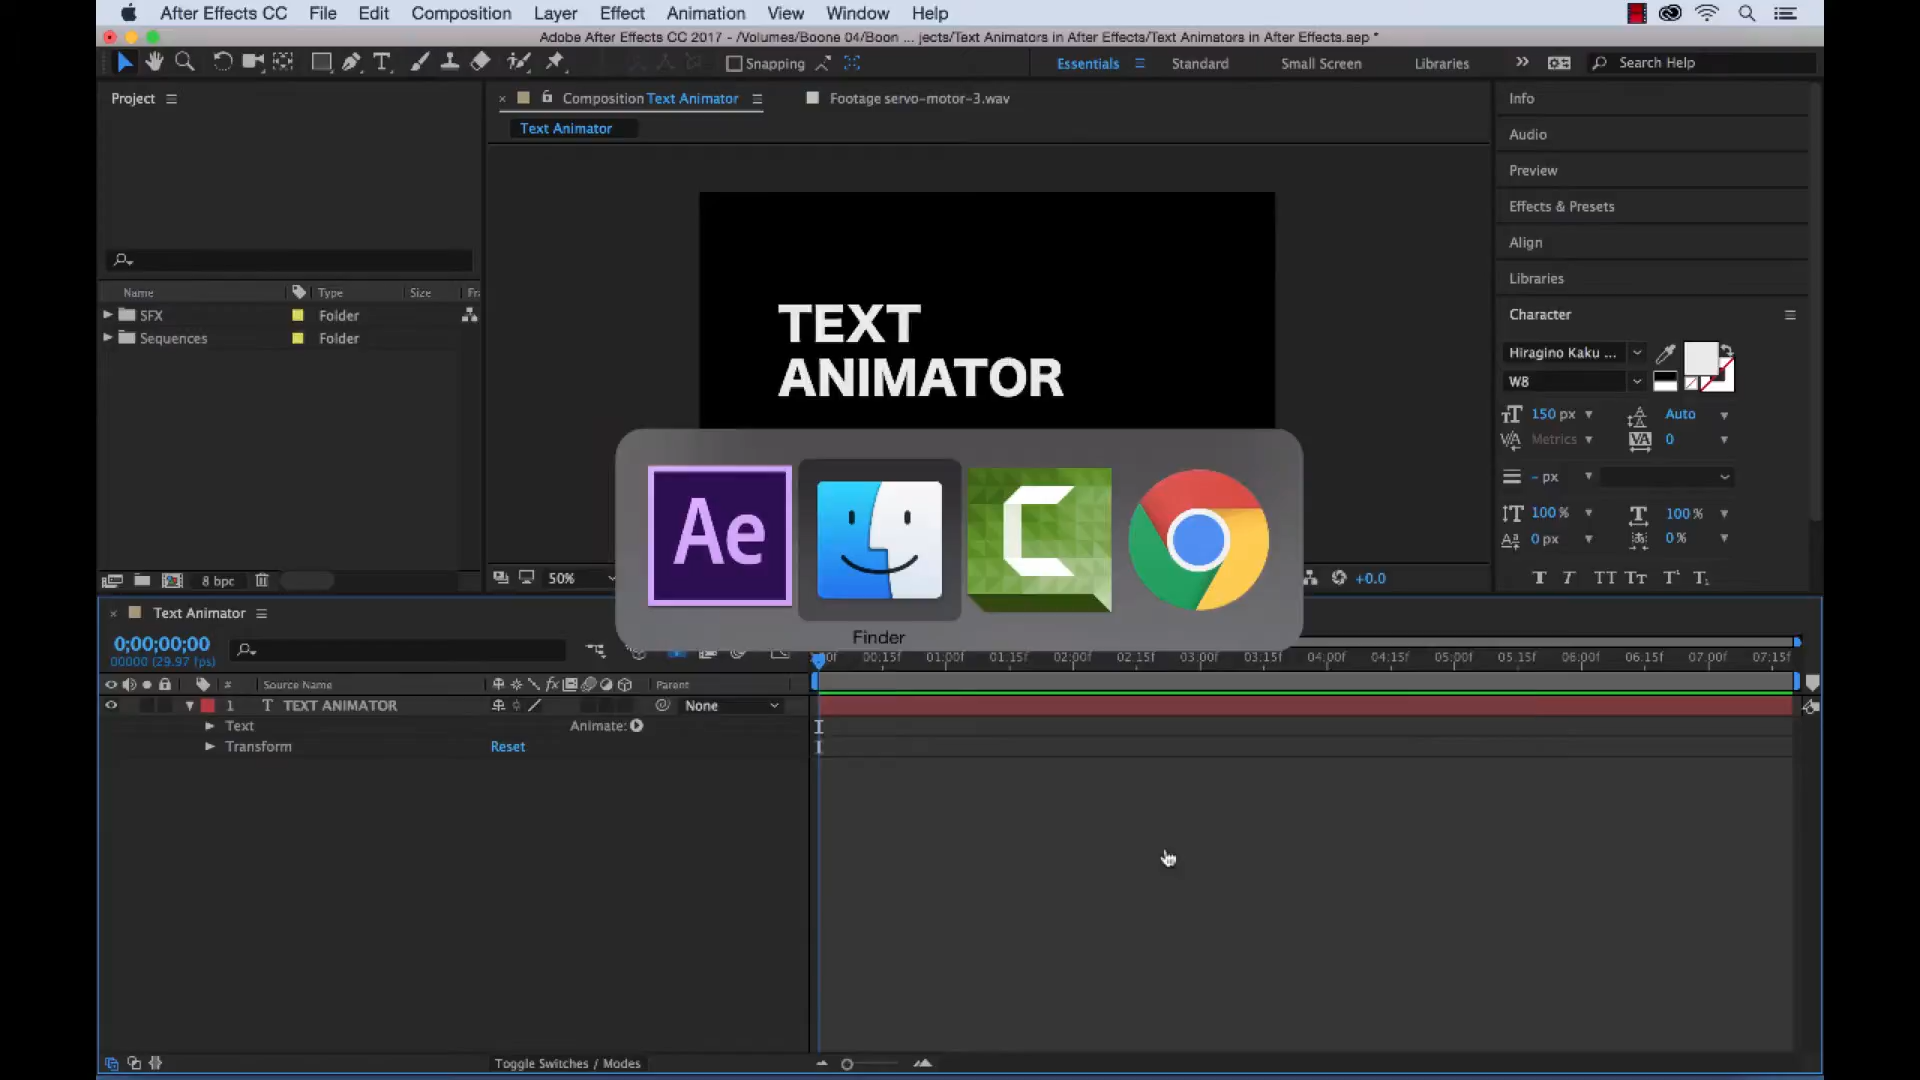 After Effects CC File Edit Composition Layer Effect Animation View Window Help
Adobe After Effects CC 2017 - /Volumes/Boone 04/Boon ... jects/Text Animators in After Effects/Text Animators in After Effects.aep *
Snapping Essentials Standard Small Screen Libraries Search Help
Project
Composition Text Animator
Footage servo-motor-3.wav
Text Animator
Name Type Size Fra
SFX Folder
Sequences Folder
8 bpc
TEXT
ANIMATOR
50%
+0.0
Info
Audio
Preview
Effects & Presets
Align
Libraries
Character
Hiragino Kaku ...
W8
150 px Auto
Metrics 0
- px
100 % 100 %
0 px 0 %
T T TT Tt T¹ T₁
Ae
Finder
Text Animator
0;00;00;00
00000 (29.97 fps)
00:15f 01:00f 01:15f 02:00f 02:15f 03:00f 03:15f 04:00f 04:15f 05:00f 05:15f 06:00f 06:15f 07:00f 07:15f
# Source Name fx Parent
1 T TEXT ANIMATOR None
Text Animate:
Transform Reset
Toggle Switches / Modes